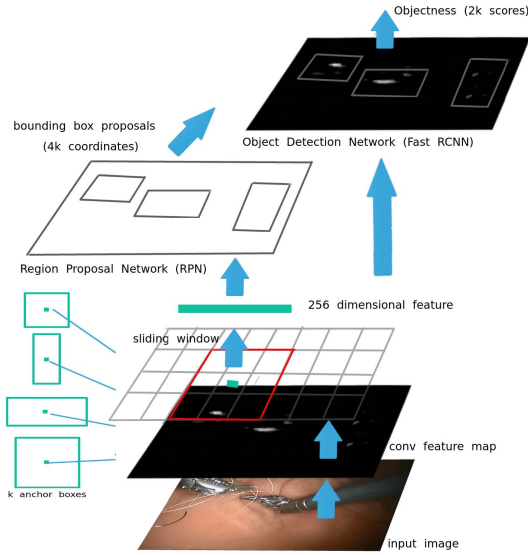 Objectness (2k scores)
bounding box proposals
(4k coordinates)
Object Detection Network (Fast RCNN)
Region Proposal Network (RPN)
256 dimensional feature
sliding window
conv feature map
k anchor boxes
input image